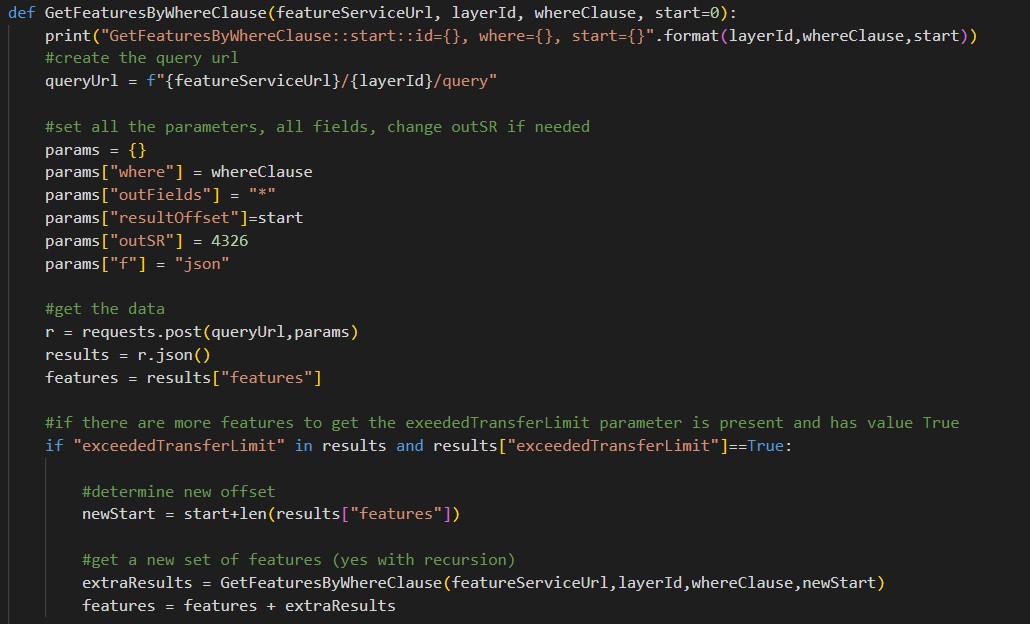 def GetFeaturesByWhereClause(featureServiceUrl, layerId, whereClause, start=0):
    print("GetFeaturesByWhereClause::start::id={}, where={}, start={}".format(layerId,whereClause,start))
    #create the query url
    queryUrl = f"{featureServiceUrl}/{layerId}/query"

    #set all the parameters, all fields, change outSR if needed
    params = {}
    params["where"] = whereClause
    params["outFields"] = "*"
    params["resultOffset"]=start
    params["outSR"] = 4326
    params["f"] = "json"

    #get the data
    r = requests.post(queryUrl,params)
    results = r.json()
    features = results["features"]

    #if there are more features to get the exeededTransferLimit parameter is present and has value True
    if "exceededTransferLimit" in results and results["exceededTransferLimit"]==True:

        #determine new offset
        newStart = start+len(results["features"])

        #get a new set of features (yes with recursion)
        extraResults = GetFeaturesByWhereClause(featureServiceUrl,layerId,whereClause,newStart)
        features = features + extraResults